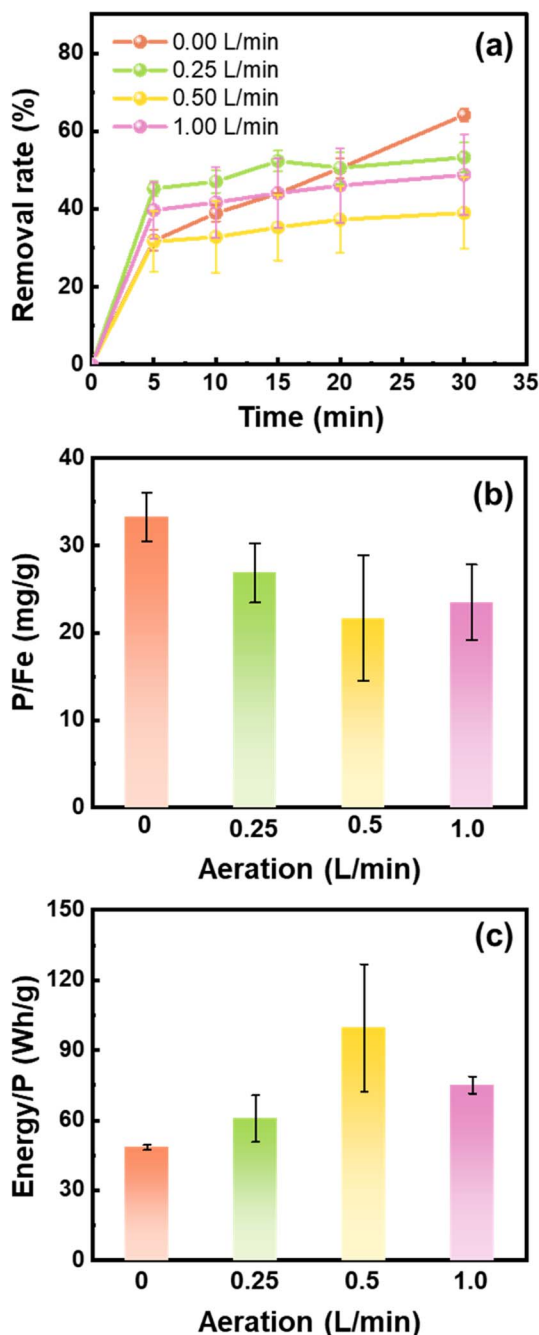 (a)
0.00 L/min
0.25 L/min
0.50 L/min
1.00 L/min
Removal rate (%)
80
60
40
20
0
0 5 10 15 20 25 30 35
Time (min)
(b)
P/Fe (mg/g)
40
30
20
10
0
0 0.25 0.5 1.0
Aeration (L/min)
(c)
Energy/P (Wh/g)
150
120
90
60
30
0
0 0.25 0.5 1.0
Aeration (L/min)